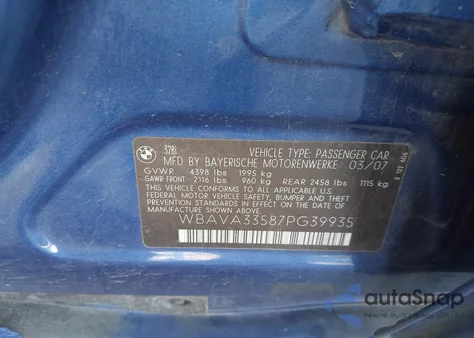 BMW
328i
VEHICLE TYPE: PASSENGER CAR
MFD BY BAYERISCHE MOTORENWERKE 03/07
GVWR 4398 lbs 1995 kg
GAWR FRONT 2116 lbs 960 kg REAR 2458 lbs 1115 kg
THIS VEHICLE CONFORMS TO ALL APPLICABLE
FEDERAL MOTOR VEHICLE SAFETY, BUMPER AND
THEFT PREVENTION STANDARDS IN EFFECT ON THE
DATE OF MANUFACTURE SHOWN ABOVE.
WBAVA33587PG39935
autoSnap